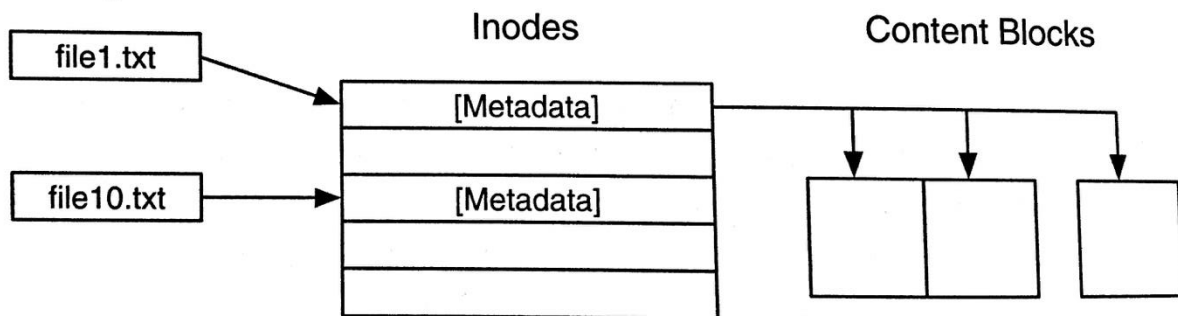 Inodes
Content Blocks
file1.txt
[Metadata]
file10.txt
[Metadata]